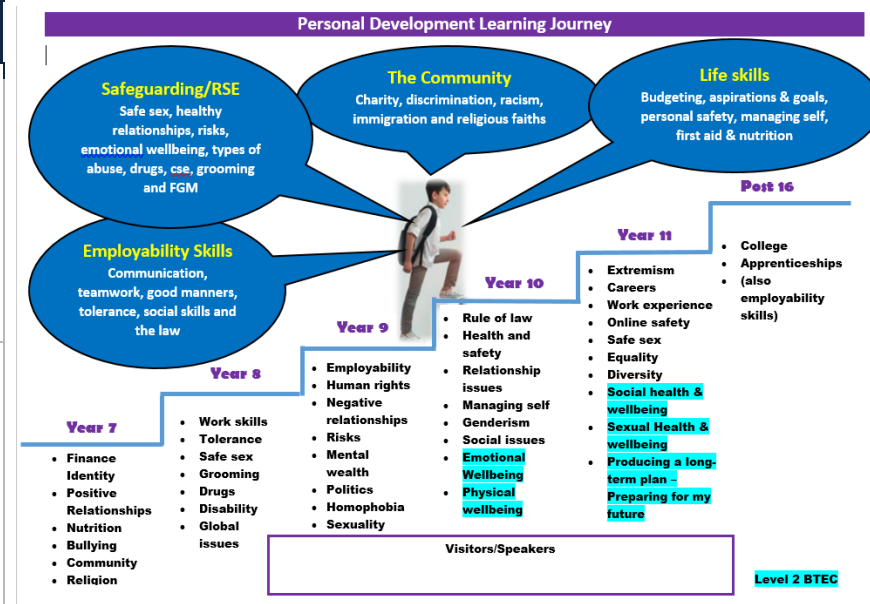 Personal Development Learning Journey
Safeguarding/RSE
Safe sex, healthy
relationships, risks,
emotional wellbeing, types of
abuse, drugs, cse, grooming
and FGM
The Community
Charity, discrimination, racism,
immigration and religious faiths
Life skills
Budgeting, aspirations & goals,
personal safety, managing self,
first aid & nutrition
Employability Skills
Communication,
teamwork, good manners,
tolerance, social skills and
the law
Year 7
• Finance
Identity
• Positive
Relationships
• Nutrition
• Bullying
• Community
• Religion
Year 8
• Work skills
• Tolerance
• Safe sex
• Grooming
• Drugs
• Disability
• Global
issues
Year 9
• Employability
• Human rights
• Negative
relationships
• Risks
• Mental
wealth
• Politics
• Homophobia
• Sexuality
Year 10
• Rule of law
• Health and
safety
• Relationship
issues
• Managing self
• Genderism
• Social issues
• Emotional
Wellbeing
• Physical
wellbeing
Year 11
• Extremism
• Careers
• Work experience
• Online safety
• Safe sex
• Equality
• Diversity
• Social health &
wellbeing
• Sexual Health &
wellbeing
• Producing a long-
term plan –
Preparing for my
future
Post 16
• College
• Apprenticeships
• (also
employability
skills)
Visitors/Speakers
Level 2 BTEC